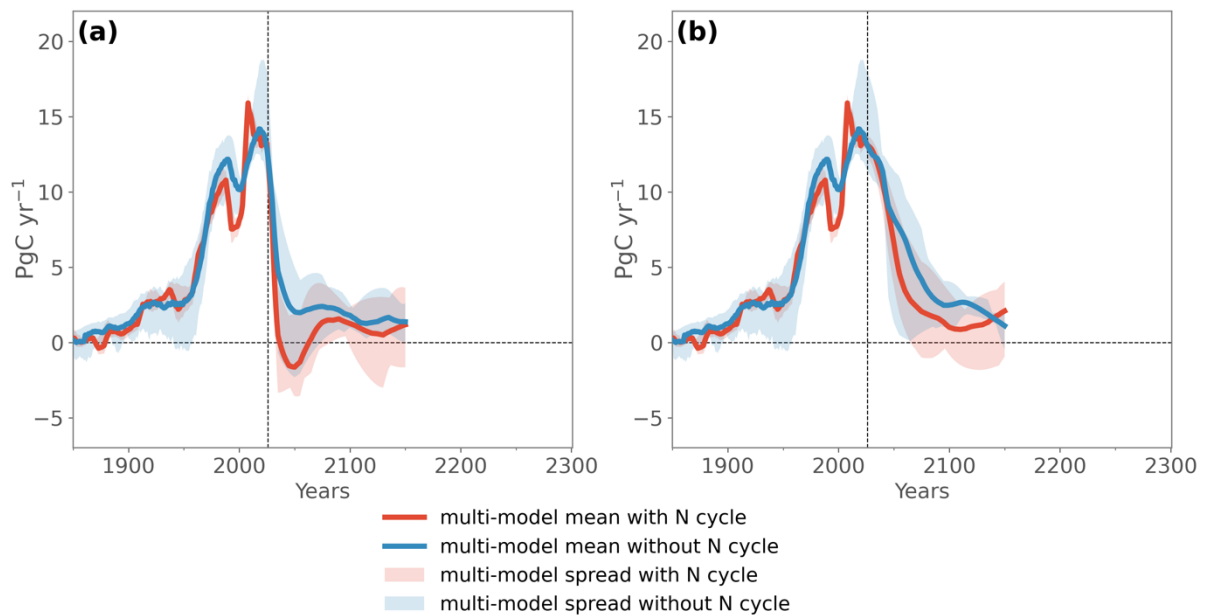 (a)
20
15
10
5
0
−5
PgC yr⁻¹
1900 2000 2100 2200 2300
Years
(b)
20
15
10
5
0
−5
PgC yr⁻¹
1900 2000 2100 2200 2300
Years
multi-model mean with N cycle
multi-model mean without N cycle
multi-model spread with N cycle
multi-model spread without N cycle